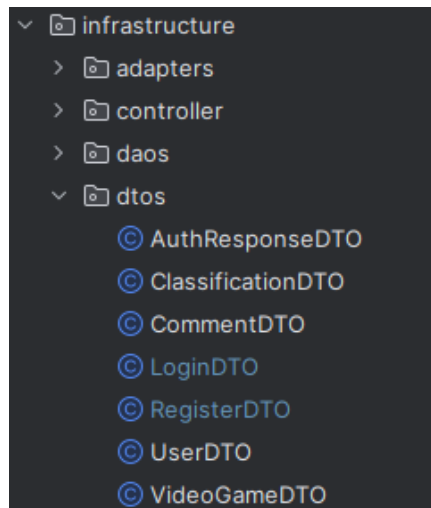 infrastructure
adapters
controller
daos
dtos
AuthResponseDTO
ClassificationDTO
CommentDTO
LoginDTO
RegisterDTO
UserDTO
VideoGameDTO